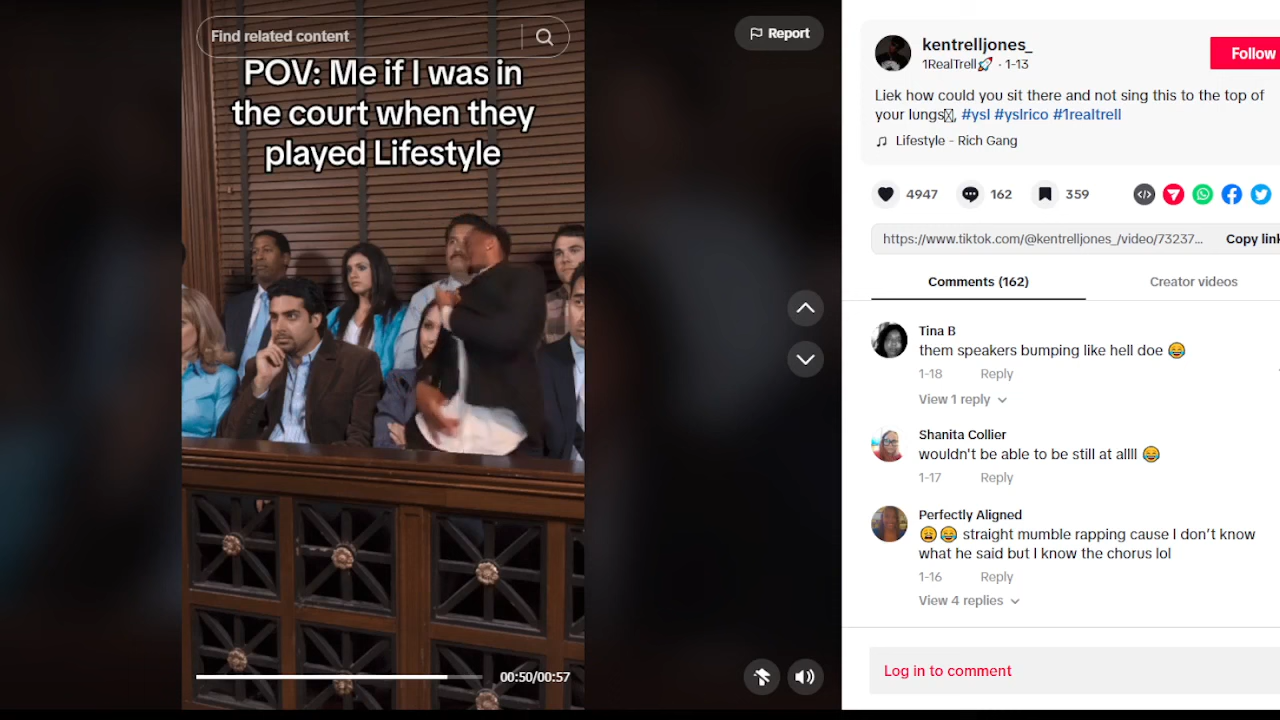 Find related content
Report
POV: Me if I was in
the court when they
played Lifestyle
00:50/00:57
kentrelljones_
1RealTrell🚀 · 1-13
Follow
Liek how could you sit there and not sing this to the top of
your lungs, #ysl #yslrico #1realtrell
Lifestyle - Rich Gang
4947
162
359
https://www.tiktok.com/@kentrelljones_/video/73237...
Copy link
Comments (162)
Creator videos
Tina B
them speakers bumping like hell doe 😂
1-18 Reply
View 1 reply
Shanita Collier
wouldn't be able to be still at allll 😂
1-17 Reply
Perfectly Aligned
😩😂 straight mumble rapping cause I don't know
what he said but I know the chorus lol
1-16 Reply
View 4 replies
Log in to comment